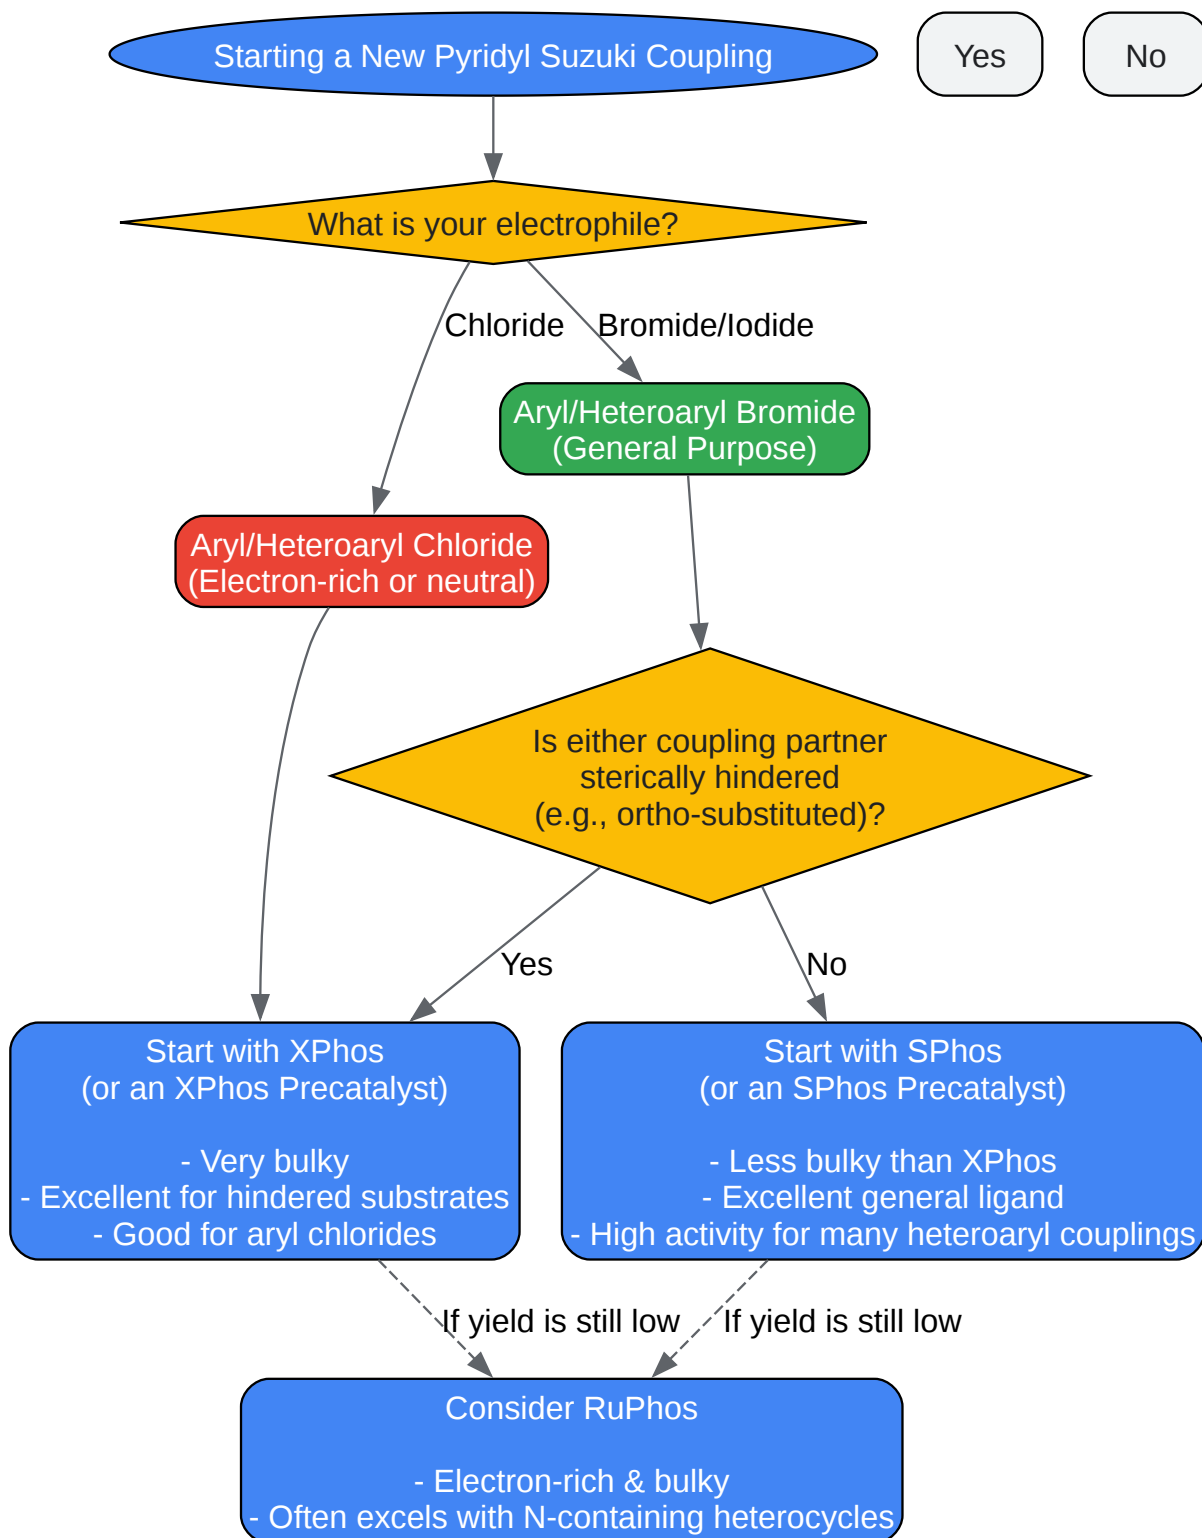 Starting a New Pyridyl Suzuki Coupling
Yes
No
What is your electrophile?
Chloride
Bromide/Iodide
Aryl/Heteroaryl Bromide
(General Purpose)
Aryl/Heteroaryl Chloride
(Electron-rich or neutral)
Is either coupling partner
sterically hindered
(e.g., ortho-substituted)?
Yes
No
Start with XPhos
(or an XPhos Precatalyst)
- Very bulky
- Excellent for hindered substrates
- Good for aryl chlorides
Start with SPhos
(or an SPhos Precatalyst)
- Less bulky than XPhos
- Excellent general ligand
- High activity for many heteroaryl couplings
If yield is still low
If yield is still low
Consider RuPhos
- Electron-rich & bulky
- Often excels with N-containing heterocycles